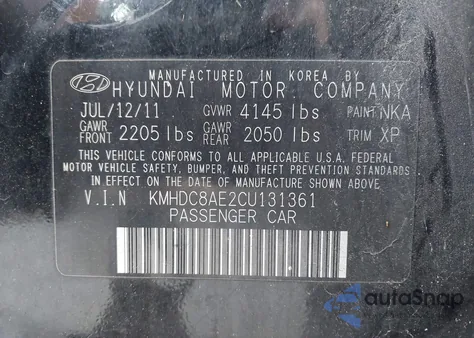 MANUFACTURED IN KOREA BY
HYUNDAI MOTOR COMPANY
JUL/12/11 GVWR 4145 lbs PAINT NKA
GAWR FRONT 2205 lbs GAWR REAR 2050 lbs TRIM XP
THIS VEHICLE CONFORMS TO ALL APPLICABLE U.S.A. FEDERAL
MOTOR VEHICLE SAFETY, BUMPER, AND THEFT PREVENTION STANDARDS
IN EFFECT ON THE DATE OF MANUFACTURE SHOWN ABOVE.
V.I.N KMHDC8AE2CU131361
PASSENGER CAR
autoSnap